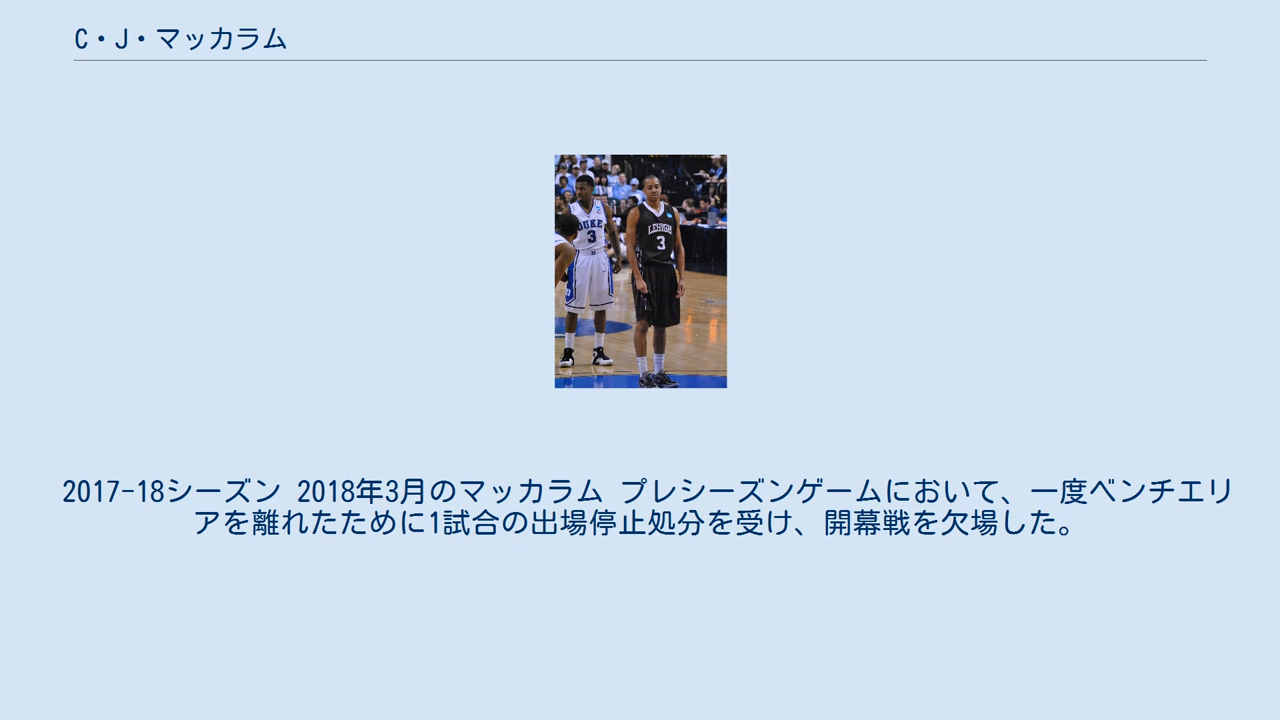 C・J・マッカラム
DUKE
3
LEHIGH
3
2017-18シーズン 2018年3月のマッカラム プレシーズンゲームにおいて、一度ベンチエリ
アを離れたために1試合の出場停止処分を受け、開幕戦を欠場した。